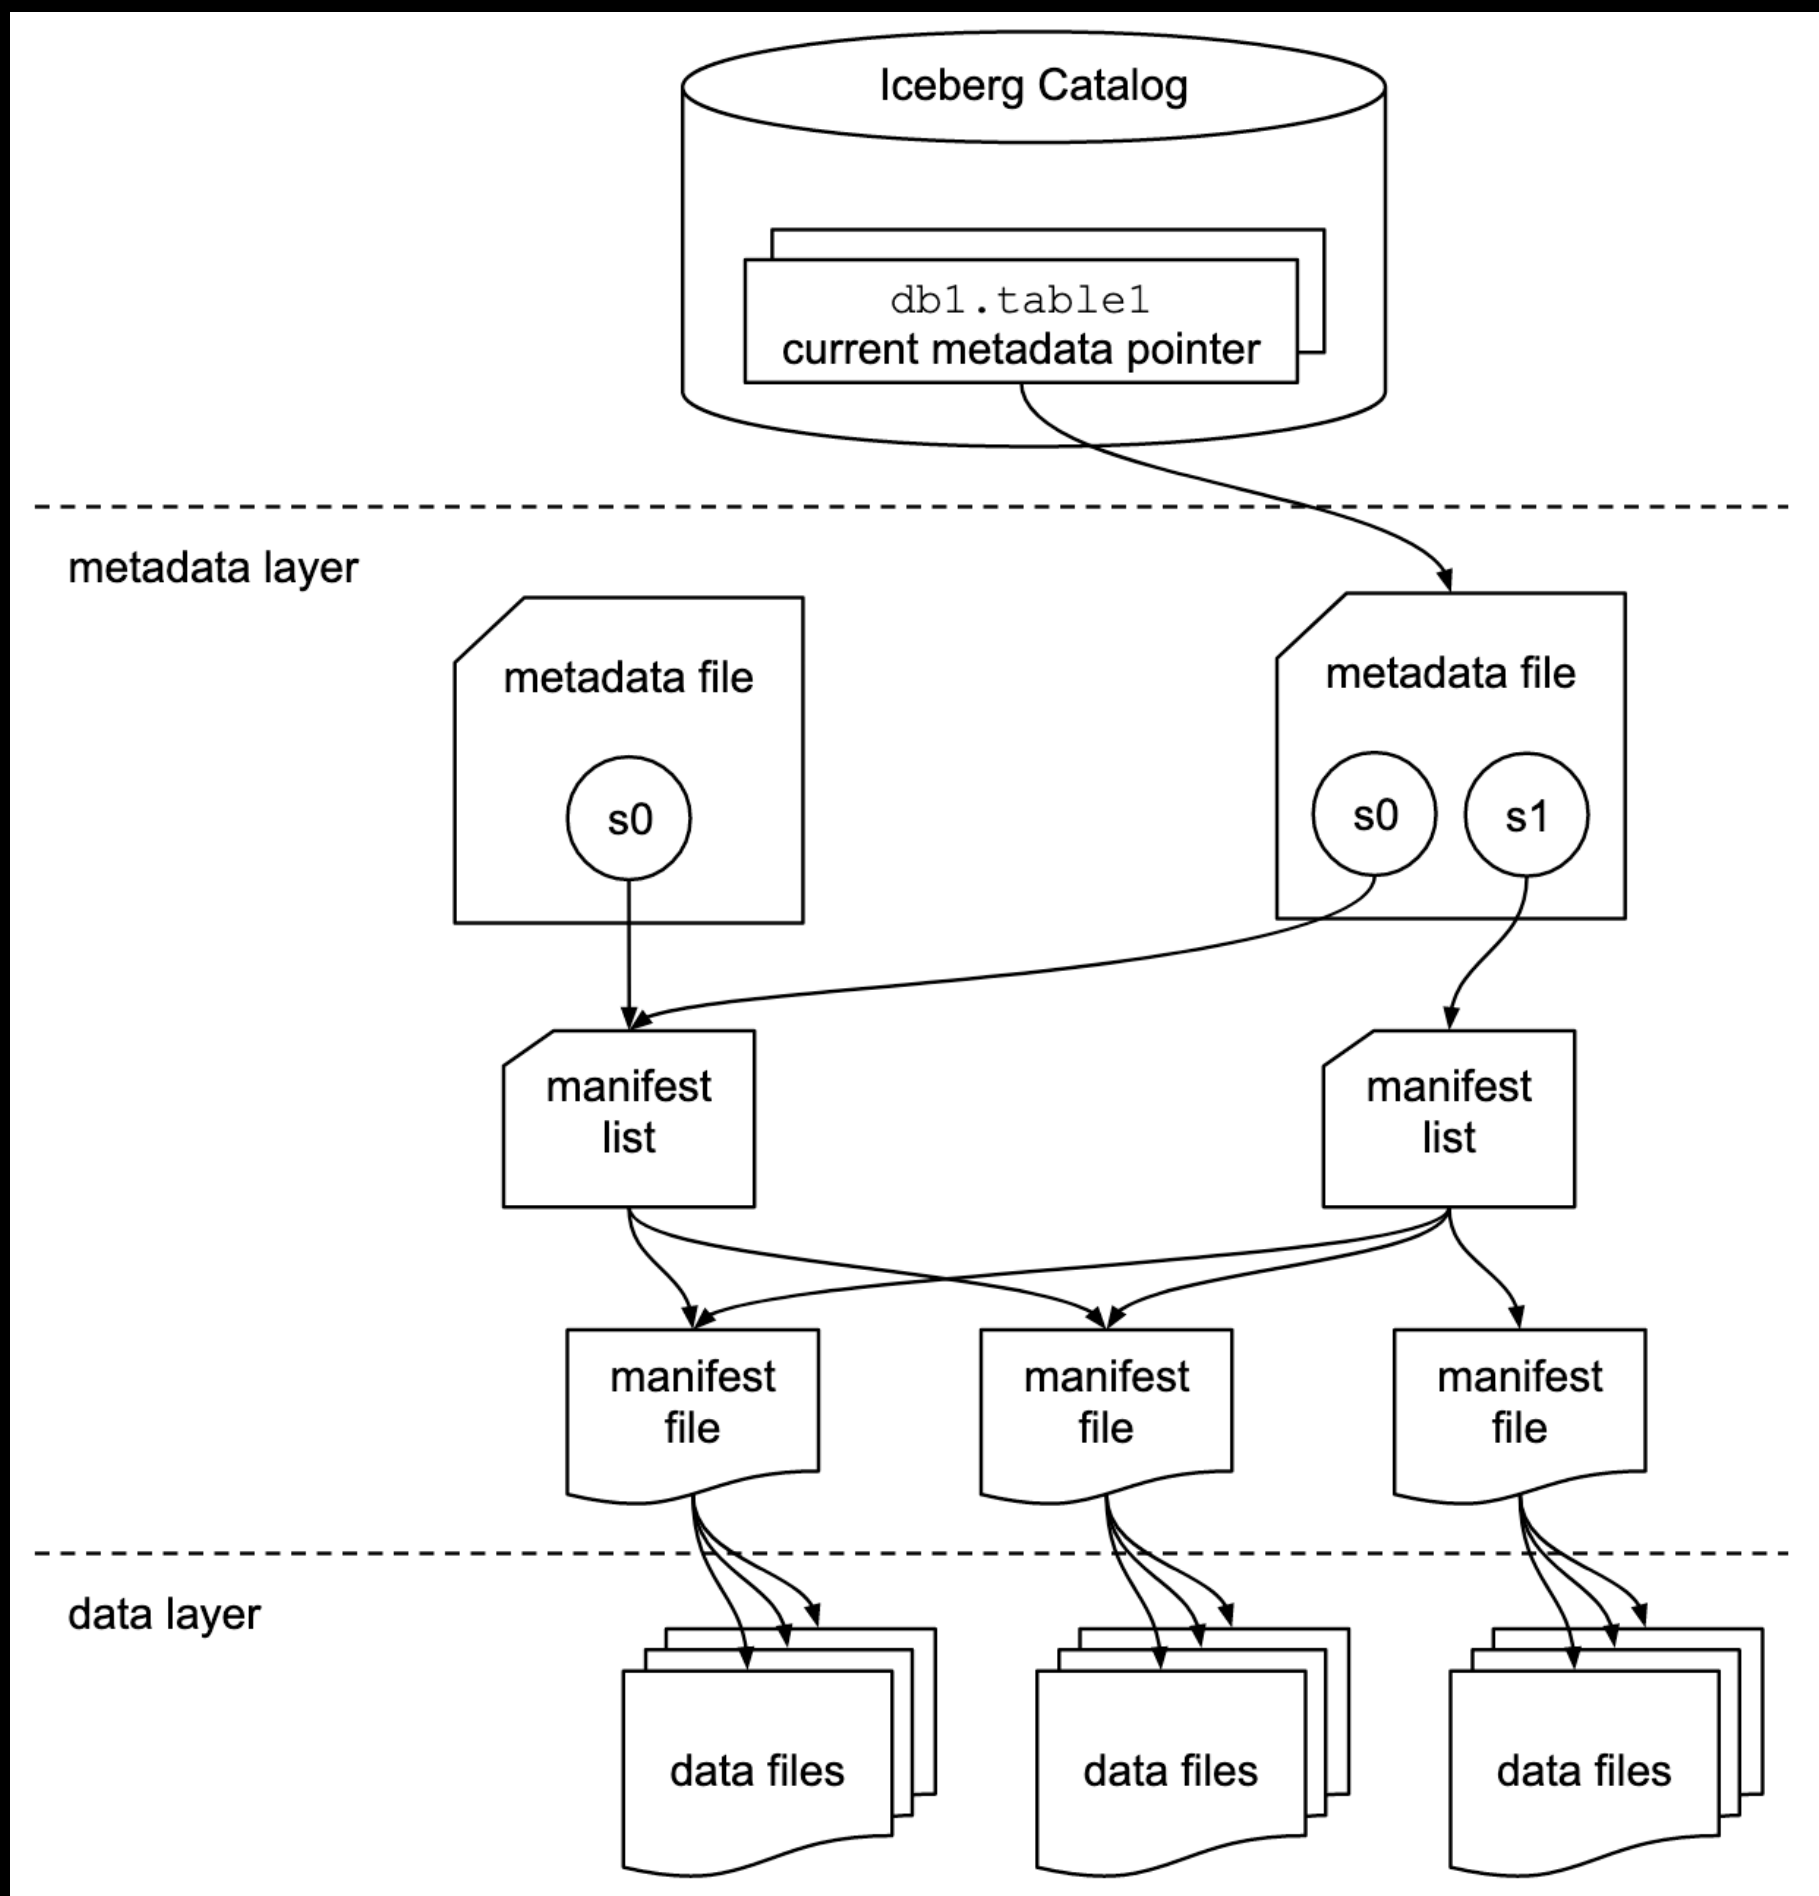 Iceberg Catalog
db1.table1
current metadata pointer
metadata layer
metadata file
metadata file
s0
s0
s1
manifest
list
manifest
list
manifest
file
manifest
file
manifest
file
data layer
data files
data files
data files